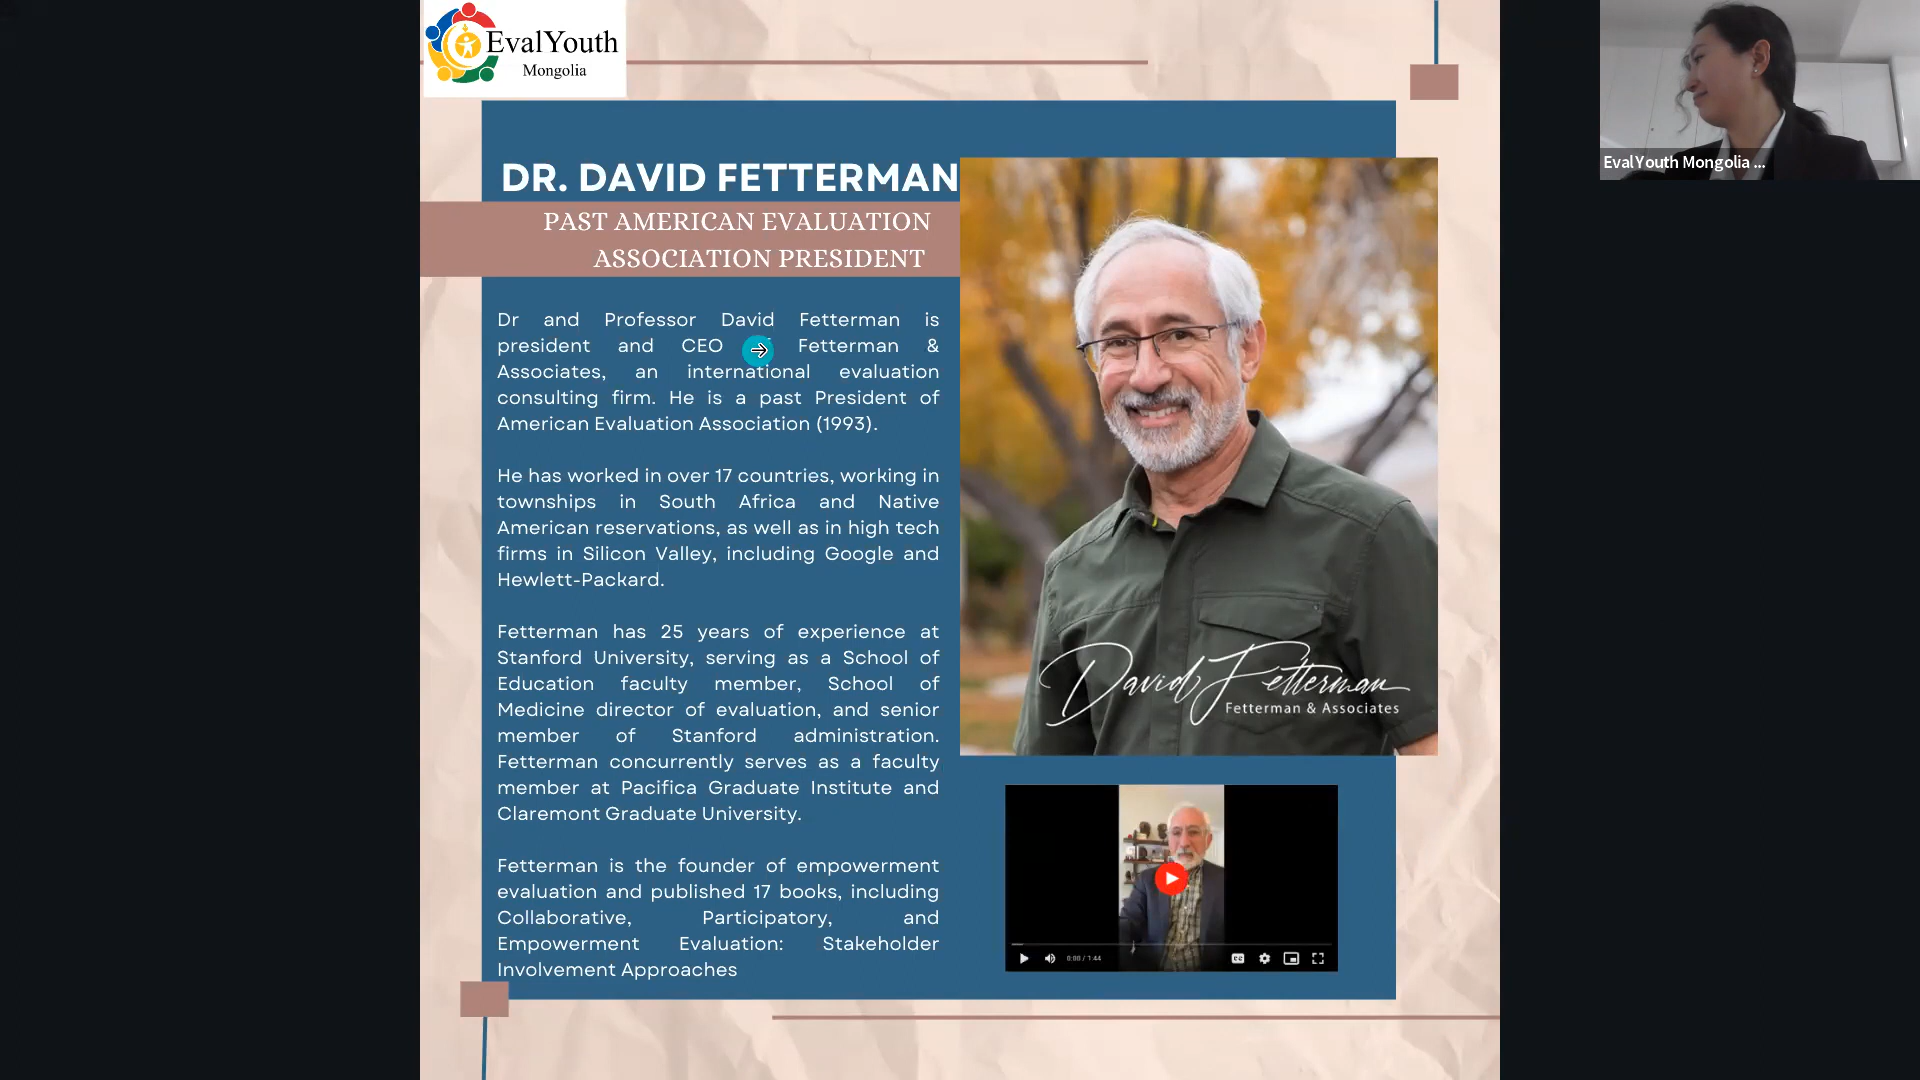 EvalYouth
Mongolia
DR. DAVID FETTERMAN
PAST AMERICAN EVALUATION
ASSOCIATION PRESIDENT
Dr and Professor David Fetterman is
president and CEO Fetterman &
Associates, an international evaluation
consulting firm. He is a past President of
American Evaluation Association (1993).
He has worked in over 17 countries, working in
townships in South Africa and Native
American reservations, as well as in high tech
firms in Silicon Valley, including Google and
Hewlett-Packard.
Fetterman has 25 years of experience at
Stanford University, serving as a School of
Education faculty member, School of
Medicine director of evaluation, and senior
member of Stanford administration.
Fetterman concurrently serves as a faculty
member at Pacifica Graduate Institute and
Claremont Graduate University.
Fetterman is the founder of empowerment
evaluation and published 17 books, including
Collaborative, Participatory, and
Empowerment Evaluation: Stakeholder
Involvement Approaches
David Fetterman
Fetterman & Associates
0:00 / 1:44
EvalYouth Mongolia ...